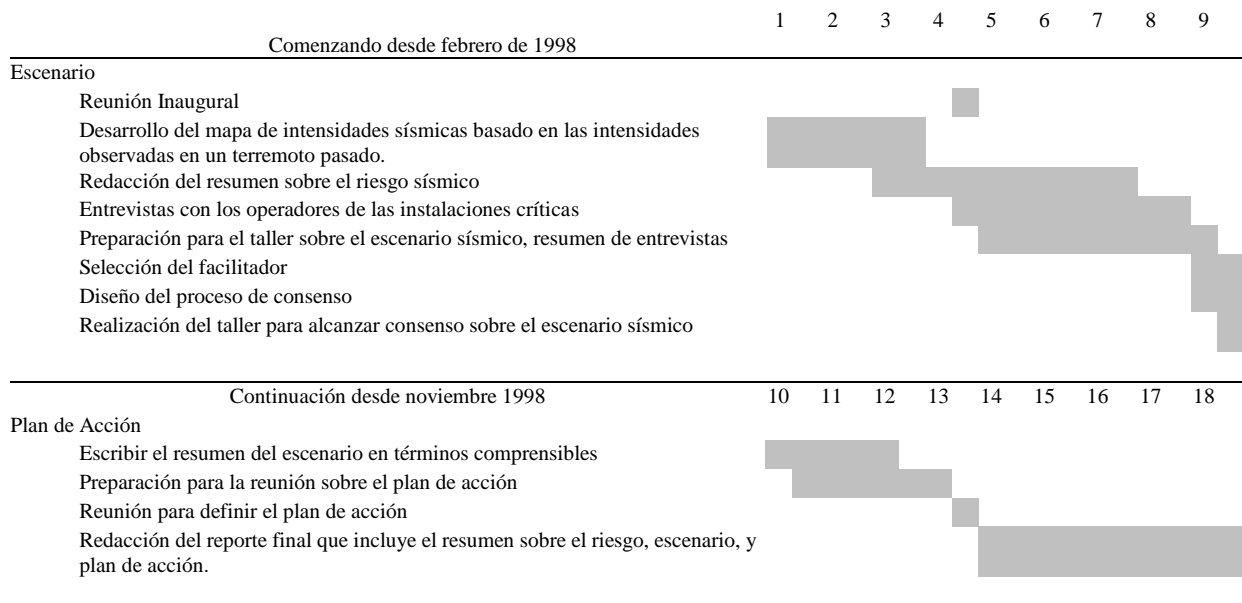 1 2 3 4 5 6 7 8 9
Comenzando desde febrero de 1998
Escenario
Reunión Inaugural
Desarrollo del mapa de intensidades sísmicas basado en las intensidades
observadas en un terremoto pasado.
Redacción del resumen sobre el riesgo sísmico
Entrevistas con los operadores de las instalaciones críticas
Preparación para el taller sobre el escenario sísmico, resumen de entrevistas
Selección del facilitador
Diseño del proceso de consenso
Realización del taller para alcanzar consenso sobre el escenario sísmico
Continuación desde noviembre 1998 10 11 12 13 14 15 16 17 18
Plan de Acción
Escribir el resumen del escenario en términos comprensibles
Preparación para la reunión sobre el plan de acción
Reunión para definir el plan de acción
Redacción del reporte final que incluye el resumen sobre el riesgo, escenario, y
plan de acción.